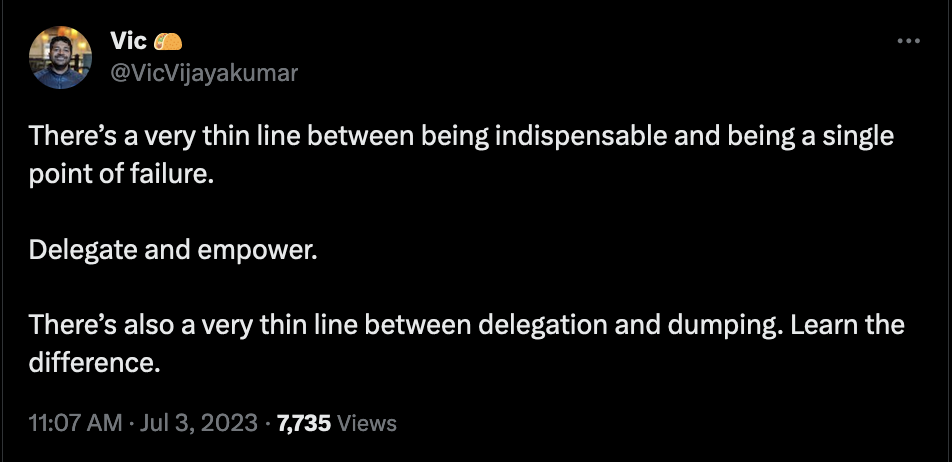 Vic 🌮
@VicVijayakumar
There’s a very thin line between being indispensable and being a single
point of failure.
Delegate and empower.
There’s also a very thin line between delegation and dumping. Learn the
difference.
11:07 AM · Jul 3, 2023 · 7,735 Views